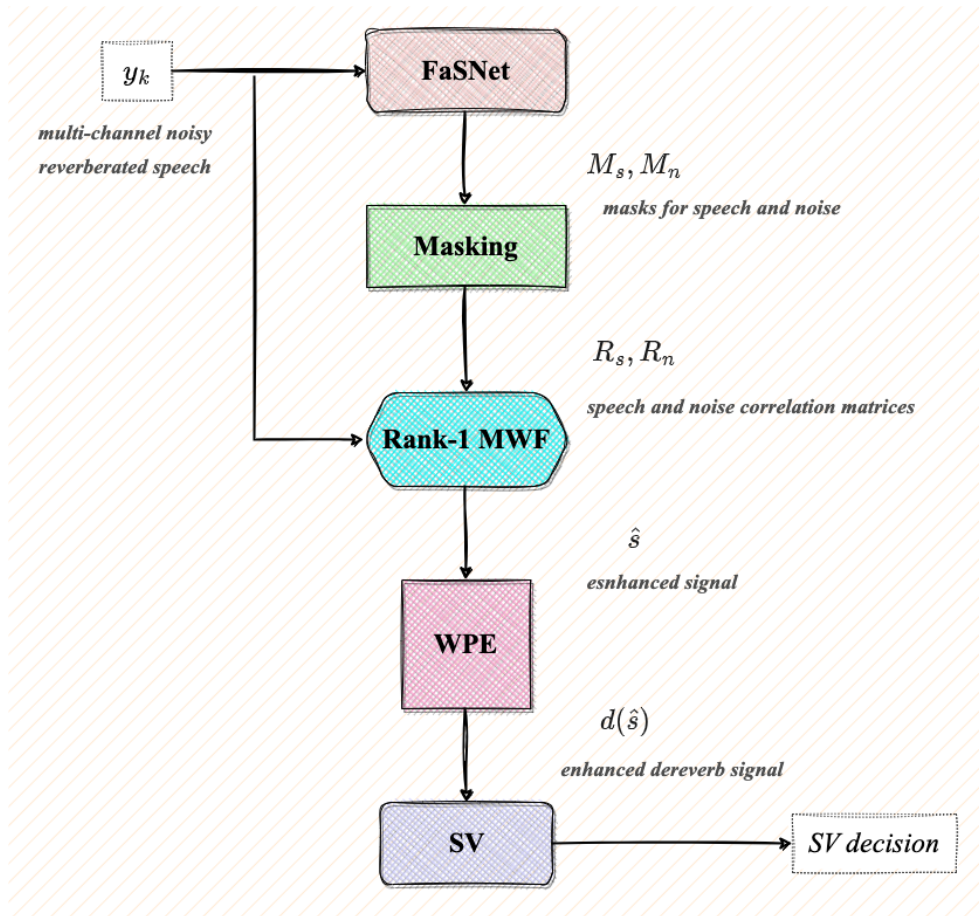 FaSNet
y_k
multi-channel noisy
reverberated speech
M_s, M_n
masks for speech and noise
Masking
R_s, R_n
speech and noise correlation matrices
Rank-1 MWF
ŝ
esnhanced signal
WPE
d(ŝ)
enhanced dereverb signal
SV
SV decision